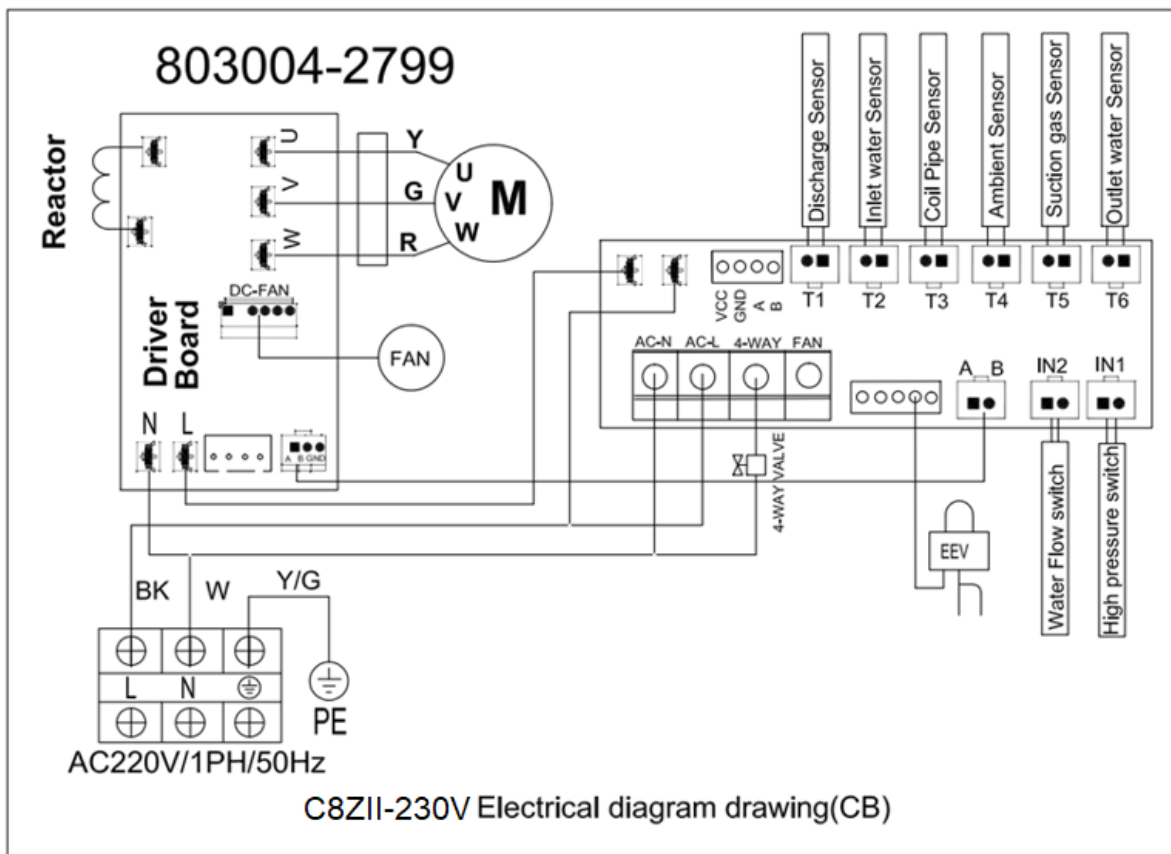 803004-2799
Reactor
U
V
W
Y
G
R
U
V
W
M
DC-FAN
FAN
Driver
Board
N L
A B GND
Discharge Sensor
Inlet water Sensor
Coil Pipe Sensor
Ambient Sensor
Suction gas Sensor
Outlet water Sensor
VCC
GND
A
B
T1 T2 T3 T4 T5 T6
AC-N AC-L 4-WAY FAN
A B
IN2 IN1
4-WAY VALVE
EEV
Water Flow switch
High pressure switch
BK W Y/G
L N
PE
AC220V/1PH/50Hz
C8ZII-230V Electrical diagram drawing(CB)